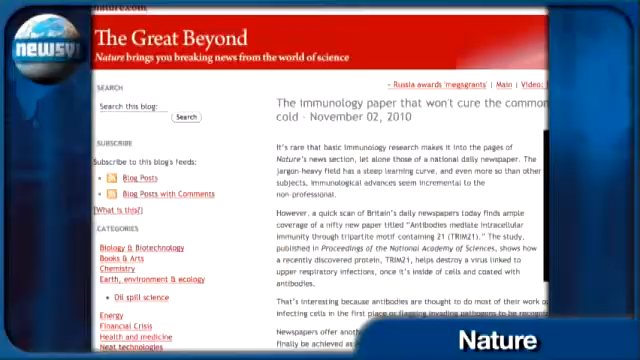 nature.com
newsy
The Great Beyond
Nature brings you breaking news from the world of science
SEARCH
Search this blog:
Search
SUBSCRIBE
Subscribe to this blog's feeds:
Blog Posts
Blog Posts with Comments
[What is this?]
CATEGORIES
Biology & Biotechnology
Books & Arts
Chemistry
Earth, environment & ecology
Oil spill science
Energy
Financial Crisis
Health and medicine
Neat technologies
- Russia awards 'megagrants' | Main | Video:
The immunology paper that won't cure the common
cold - November 02, 2010
It's rare that basic immunology research makes it into the pages of
Nature's news section, let alone those of a national daily newspaper. The
jargon-heavy field has a steep learning curve, and even more so than other
subjects, immunological advances seem incremental to the
non-professional.
However, a quick scan of Britain's daily newspapers today finds ample
coverage of a nifty new paper titled "Antibodies mediate intracellular
immunity through tripartite motif-containing 21 (TRIM21)." The study,
published in Proceedings of the National Academy of Sciences, shows how
a recently discovered protein, TRIM21, helps destroy a virus linked to
upper respiratory infections, once it's inside of cells and coated with
antibodies.
That's interesting because antibodies are thought to do most of their work
infecting cells in the first place or flagging invading pathogens to be
Newspapers offer
finally be achieved as
Nature